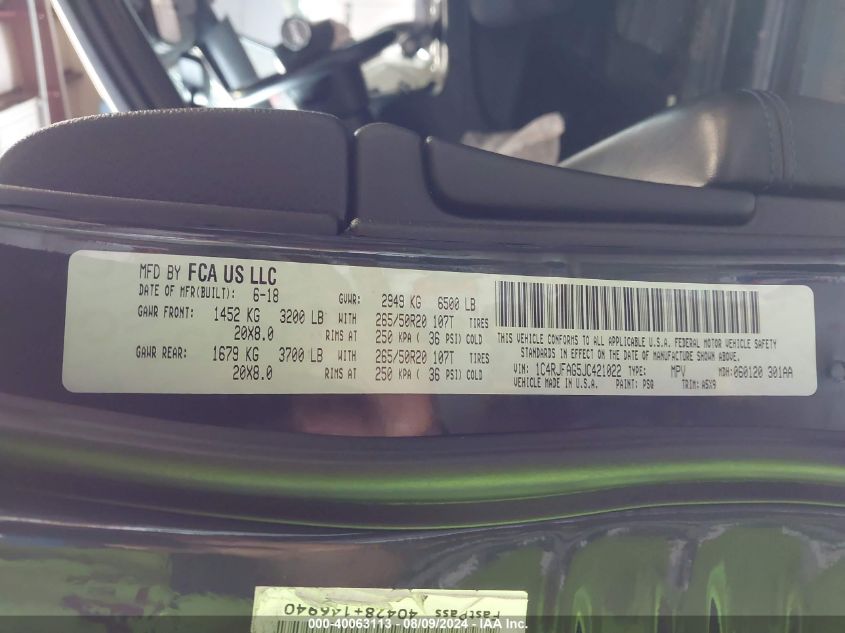 MFD BY FCA US LLC
DATE OF MFR(BUILT): 6-18 GVWR: 2949 KG 6500 LB
GAWR FRONT: 1452 KG 3200 LB WITH 265/50R20 107T TIRES
20X8.0 RIMS AT 250 KPA ( 36 PSI) COLD
GAWR REAR: 1679 KG 3700 LB WITH 265/50R20 107T TIRES
20X8.0 RIMS AT 250 KPA ( 36 PSI) COLD
THIS VEHICLE CONFORMS TO ALL APPLICABLE U.S.A. FEDERAL MOTOR VEHICLE SAFETY
STANDARDS IN EFFECT ON THE DATE OF MANUFACTURE SHOWN ABOVE.
VIN: 1C4RJFAG5JC421022 TYPE: MPV MDH: 060120 301AA
VEHICLE MADE IN U.S.A. PAINT: PSQ TRIM: A5X9
FastPass 40478+146940
000-40063113 - 08/09/2024 - IAA Inc.